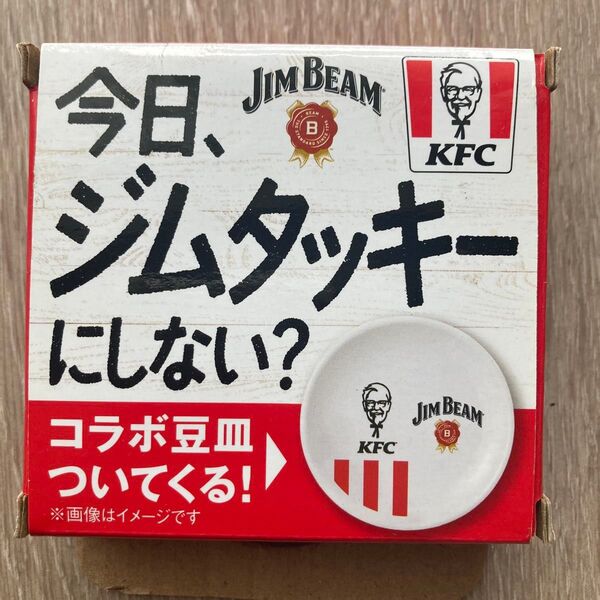 JIM BEAM
B
KFC
今日、
ジムタッキー
にしない?
コラボ豆皿
ついてくる!
※画像はイメージです
KFC
JIM BEAM
B